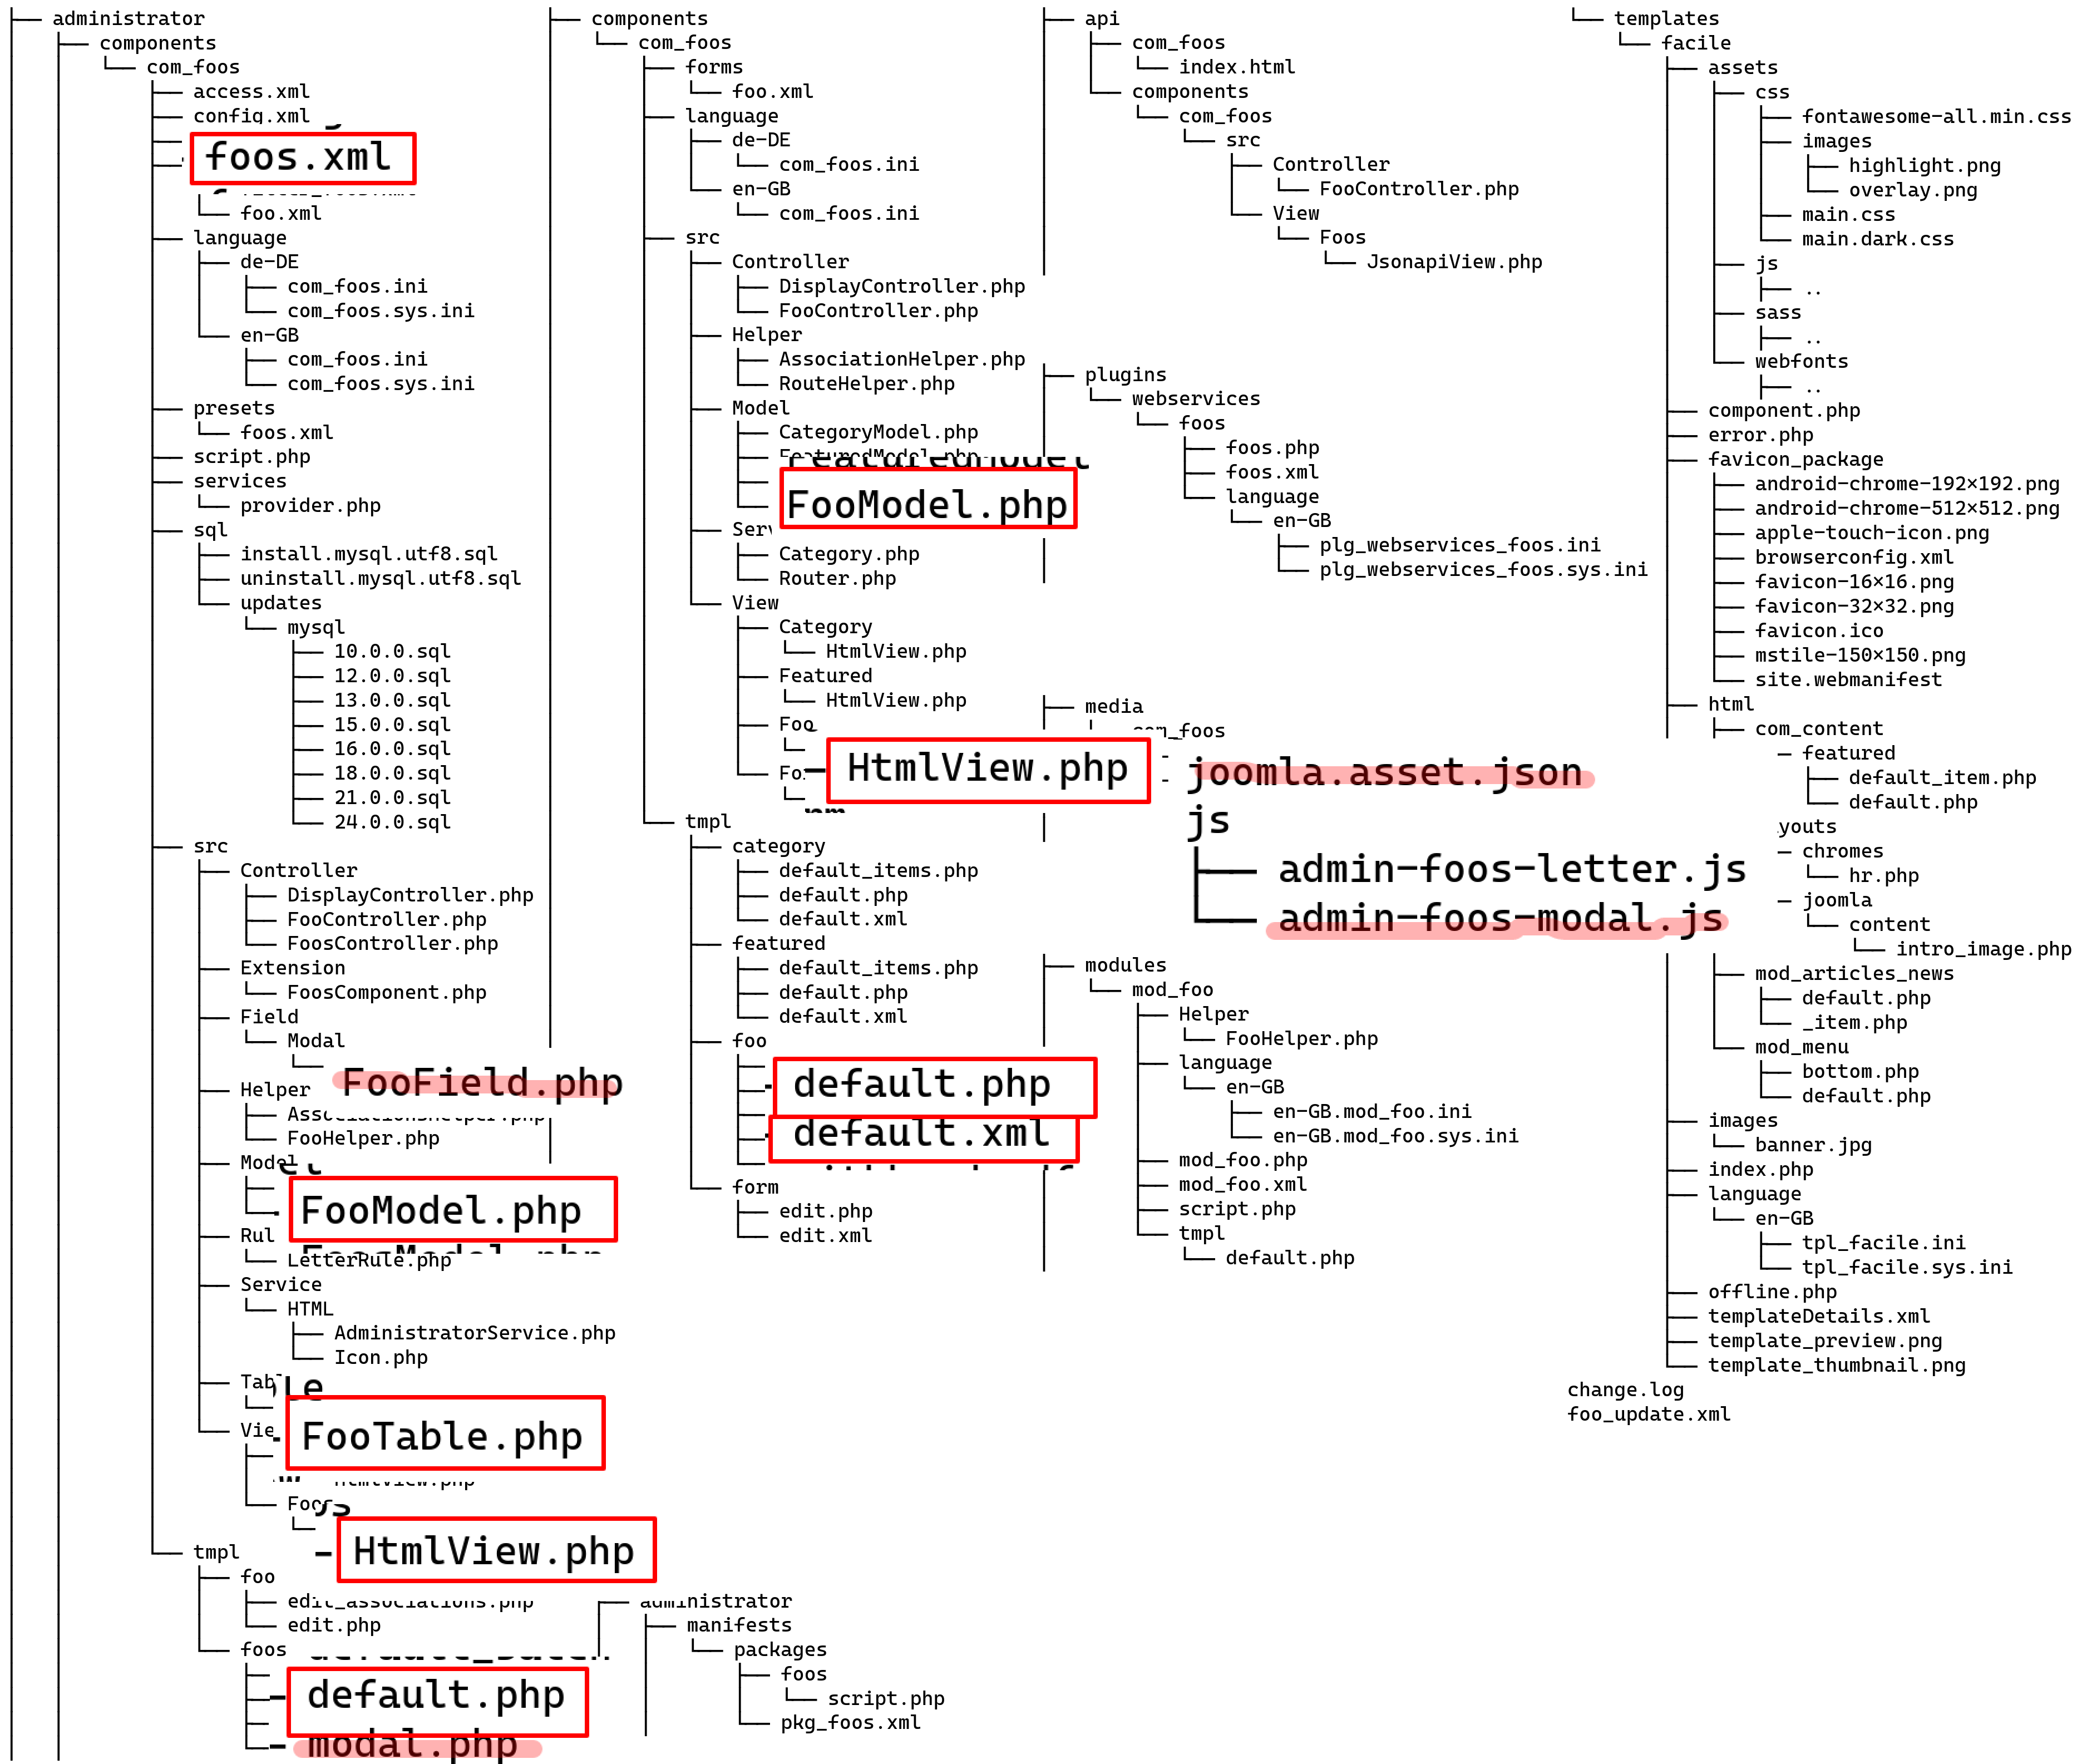 administrator
components
com_foos
access.xml
config.xml
foos.xml
foo.xml
language
de-DE
com_foos.ini
com_foos.sys.ini
en-GB
com_foos.ini
com_foos.sys.ini
presets
foos.xml
script.php
services
provider.php
sql
install.mysql.utf8.sql
uninstall.mysql.utf8.sql
updates
mysql
10.0.0.sql
12.0.0.sql
13.0.0.sql
15.0.0.sql
16.0.0.sql
18.0.0.sql
21.0.0.sql
24.0.0.sql
src
Controller
DisplayController.php
FooController.php
FoosController.php
Extension
FoosComponent.php
Field
Modal
FooField.php
Helper
AssociationsHelper.php
FooHelper.php
Model
FooModel.php
FoosModel.php
LetterRule.php
Service
HTML
AdministratorService.php
Icon.php
FooTable.php
HtmlView.php
HtmlView.php
tmpl
foo
edit_associations.php
edit.php
foos
default.php
modal.php
components
com_foos
forms
foo.xml
language
de-DE
com_foos.ini
en-GB
com_foos.ini
src
Controller
DisplayController.php
FooController.php
Helper
AssociationHelper.php
RouteHelper.php
Model
CategoryModel.php
FeaturedModel.php
FooModel.php
Category.php
Router.php
View
Category
HtmlView.php
Featured
HtmlView.php
Foo
HtmlView.php
tmpl
category
default_items.php
default.php
default.xml
featured
default_items.php
default.php
default.xml
foo
default.php
default.xml
form
edit.php
edit.xml
administrator
manifests
packages
foos
script.php
pkg_foos.xml
api
com_foos
index.html
components
com_foos
src
Controller
FooController.php
View
Foos
JsonapiView.php
plugins
webservices
foos
foos.php
foos.xml
language
en-GB
plg_webservices_foos.ini
plg_webservices_foos.sys.ini
media
com_foos
joomla.asset.json
js
admin-foos-letter.js
admin-foos-modal.js
modules
mod_foo
Helper
FooHelper.php
language
en-GB
en-GB.mod_foo.ini
en-GB.mod_foo.sys.ini
mod_foo.php
mod_foo.xml
script.php
tmpl
default.php
templates
facile
assets
css
fontawesome-all.min.css
images
highlight.png
overlay.png
main.css
main.dark.css
js
..
sass
..
webfonts
..
component.php
error.php
favicon_package
android-chrome-192×192.png
android-chrome-512×512.png
apple-touch-icon.png
browserconfig.xml
favicon-16×16.png
favicon-32×32.png
favicon.ico
mstile-150×150.png
site.webmanifest
html
com_content
featured
default_item.php
default.php
youts
chromes
hr.php
joomla
content
intro_image.php
mod_articles_news
default.php
_item.php
mod_menu
bottom.php
default.php
images
banner.jpg
index.php
language
en-GB
tpl_facile.ini
tpl_facile.sys.ini
offline.php
templateDetails.xml
template_preview.png
template_thumbnail.png
change.log
foo_update.xml